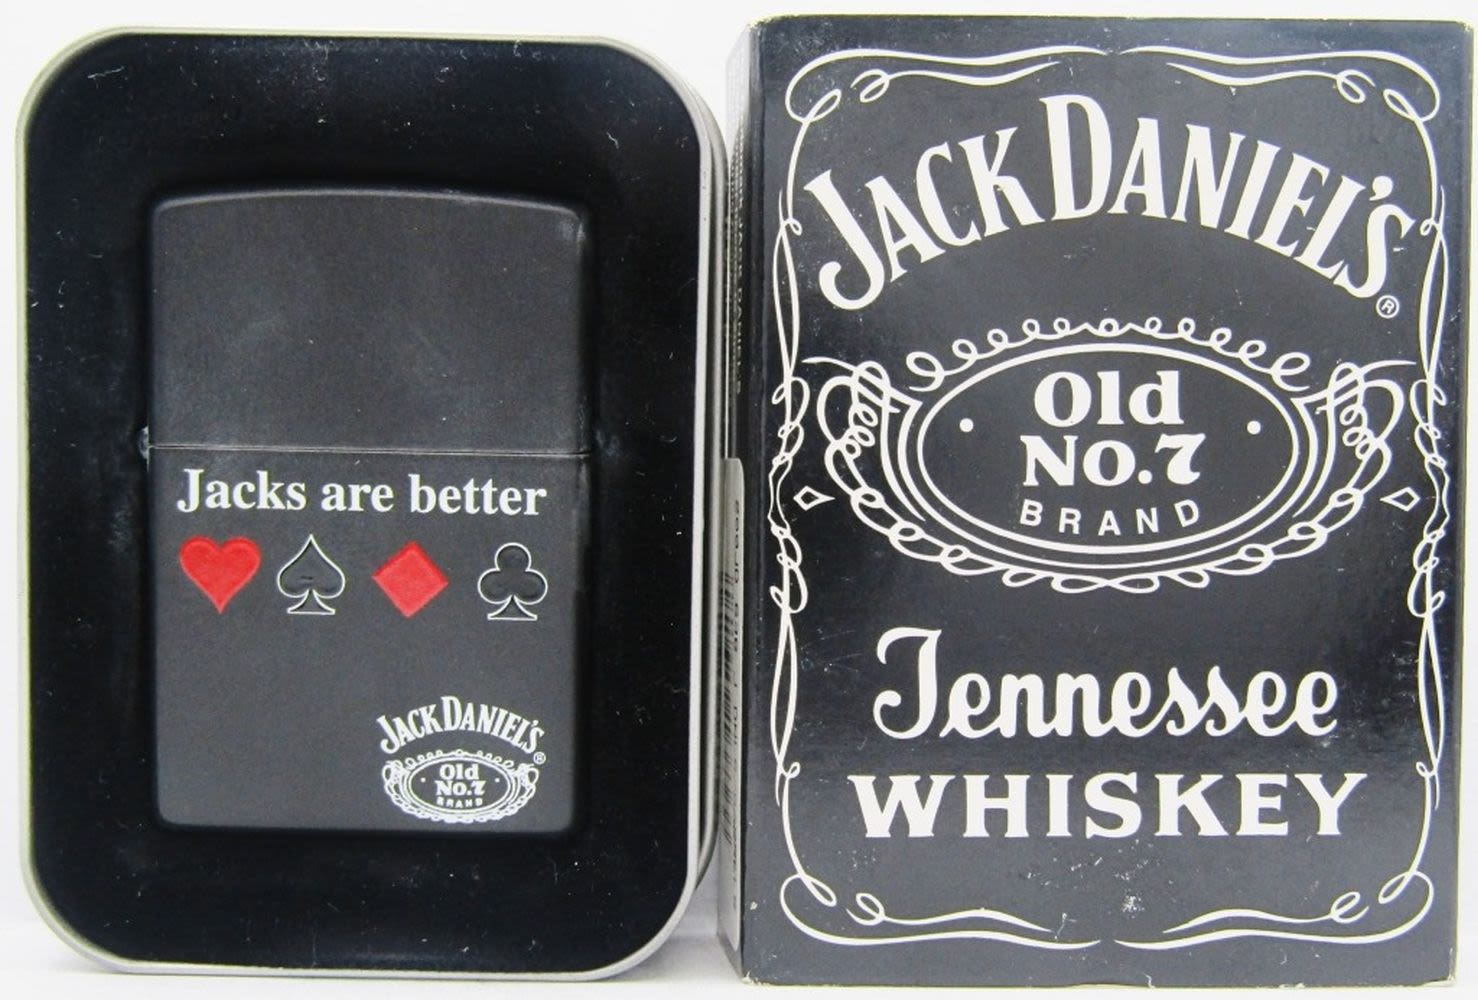 Jacks are better
JACK DANIEL'S®
Old
No.7
BRAND
JACK DANIEL'S®
Old
No.7
BRAND
Tennessee
WHISKEY